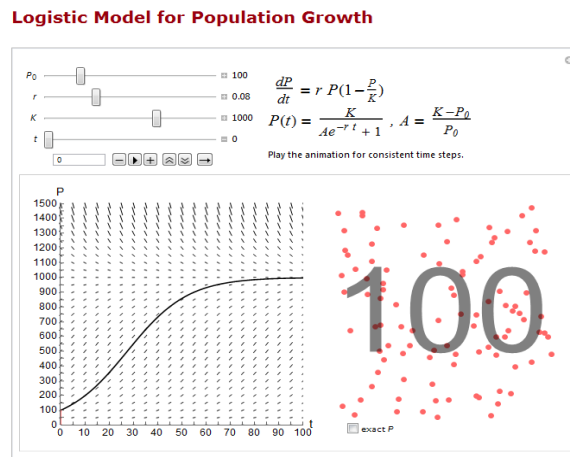 Logistic Model for Population Growth
P0 100
r 0.08
K 1000
t 0
0
dP/dt = r P(1-P/K)
P(t) = K/(Ae^-r t + 1) , A = (K-P0)/P0
Play the animation for consistent time steps.
P
1500
1400
1300
1200
1100
1000
900
800
700
600
500
400
300
200
100
0
0 10 20 30 40 50 60 70 80 90 100 t
100
exact P